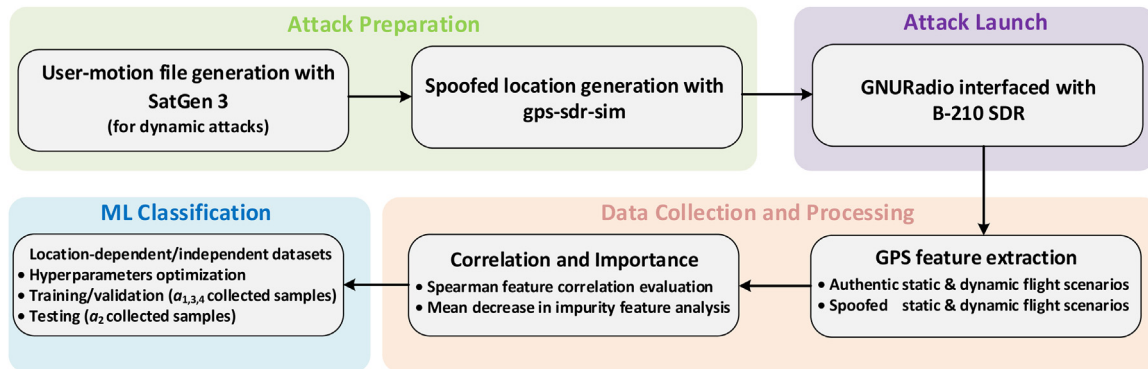 Attack Preparation
User-motion file generation with
SatGen 3
(for dynamic attacks)
Spoofed location generation with
gps-sdr-sim
Attack Launch
GNURadio interfaced with
B-210 SDR
ML Classification
Location-dependent/independent datasets
• Hyperparameters optimization
• Training/validation (a1,3,4 collected samples)
• Testing (a2 collected samples)
Data Collection and Processing
Correlation and Importance
• Spearman feature correlation evaluation
• Mean decrease in impurity feature analysis
GPS feature extraction
• Authentic static & dynamic flight scenarios
• Spoofed static & dynamic flight scenarios